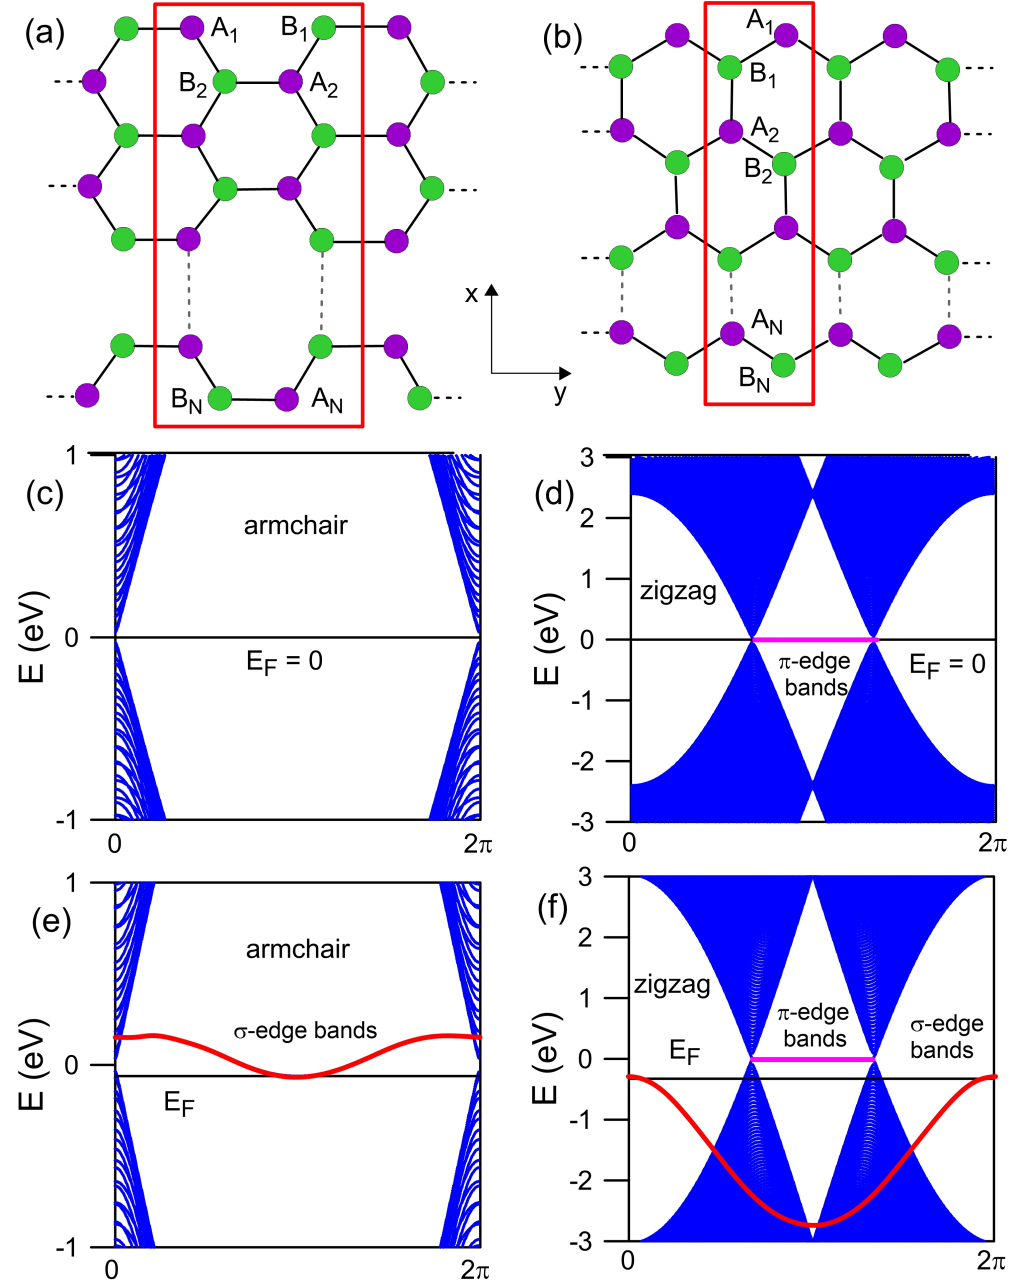 (a)
A1
B1
B2
A2
BN
AN
(b)
A1
B1
A2
B2
AN
BN
x
y
(c)
1
armchair
E (eV)
0
EF = 0
-1
0
2π
(d)
3
2
1
zigzag
E (eV)
0
π-edge
bands
EF = 0
-1
-2
-3
0
2π
(e)
1
armchair
σ-edge bands
E (eV)
0
EF
-1
0
2π
(f)
3
2
zigzag
1
π-edge
bands
σ-edge
bands
EF
E (eV)
0
-1
-2
-3
0
2π